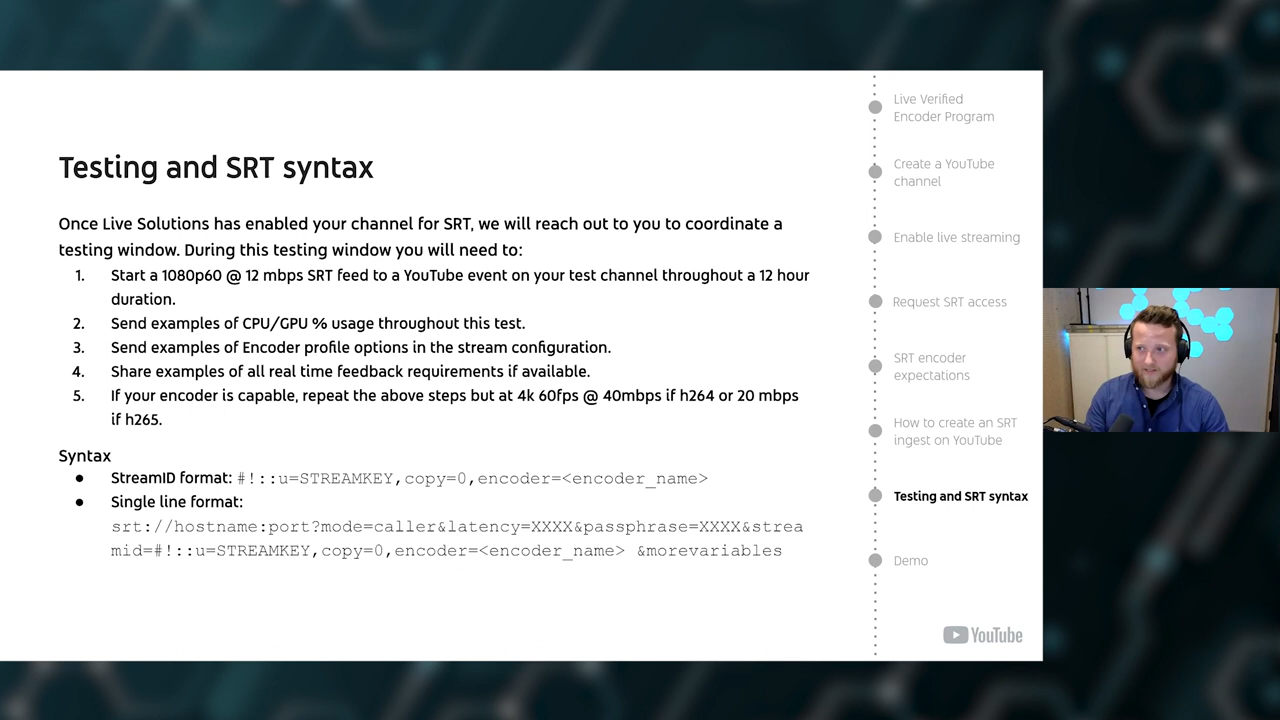 Testing and SRT syntax
Once Live Solutions has enabled your channel for SRT, we will reach out to you to coordinate a
testing window. During this testing window you will need to:
1. Start a 1080p60 @ 12 mbps SRT feed to a YouTube event on your test channel throughout a 12 hour
duration.
2. Send examples of CPU/GPU % usage throughout this test.
3. Send examples of Encoder profile options in the stream configuration.
4. Share examples of all real time feedback requirements if available.
5. If your encoder is capable, repeat the above steps but at 4k 60fps @ 40mbps if h264 or 20 mbps
if h265.
Syntax
● StreamID format: #!::u=STREAMKEY,copy=0,encoder=<encoder_name>
● Single line format:
srt://hostname:port?mode=caller&latency=XXXX&passphrase=XXXX&strea
mid=#!::u=STREAMKEY,copy=0,encoder=<encoder_name> &morevariables
Live Verified
Encoder Program
Create a YouTube
channel
Enable live streaming
Request SRT access
SRT encoder
expectations
How to create an SRT
ingest on YouTube
Testing and SRT syntax
Demo
YouTube